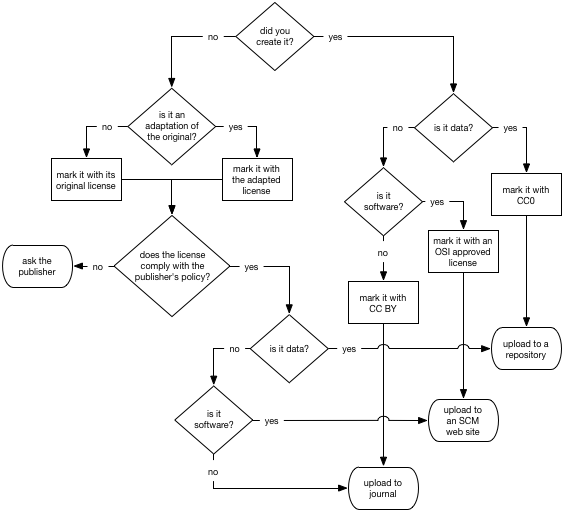 did you
create it?
no
yes
is it an
adaptation of
the original?
no
yes
is it data?
no
yes
mark it with its
original license
mark it with
the adapted
license
is it
software?
yes
no
mark it with
CC0
mark it with an
OSI approved
license
does the license
comply with the
publisher's policy?
no
yes
ask the
publisher
mark it with
CC BY
is it data?
no
yes
upload to a
repository
is it
software?
yes
no
upload to
an SCM
web site
upload to
journal